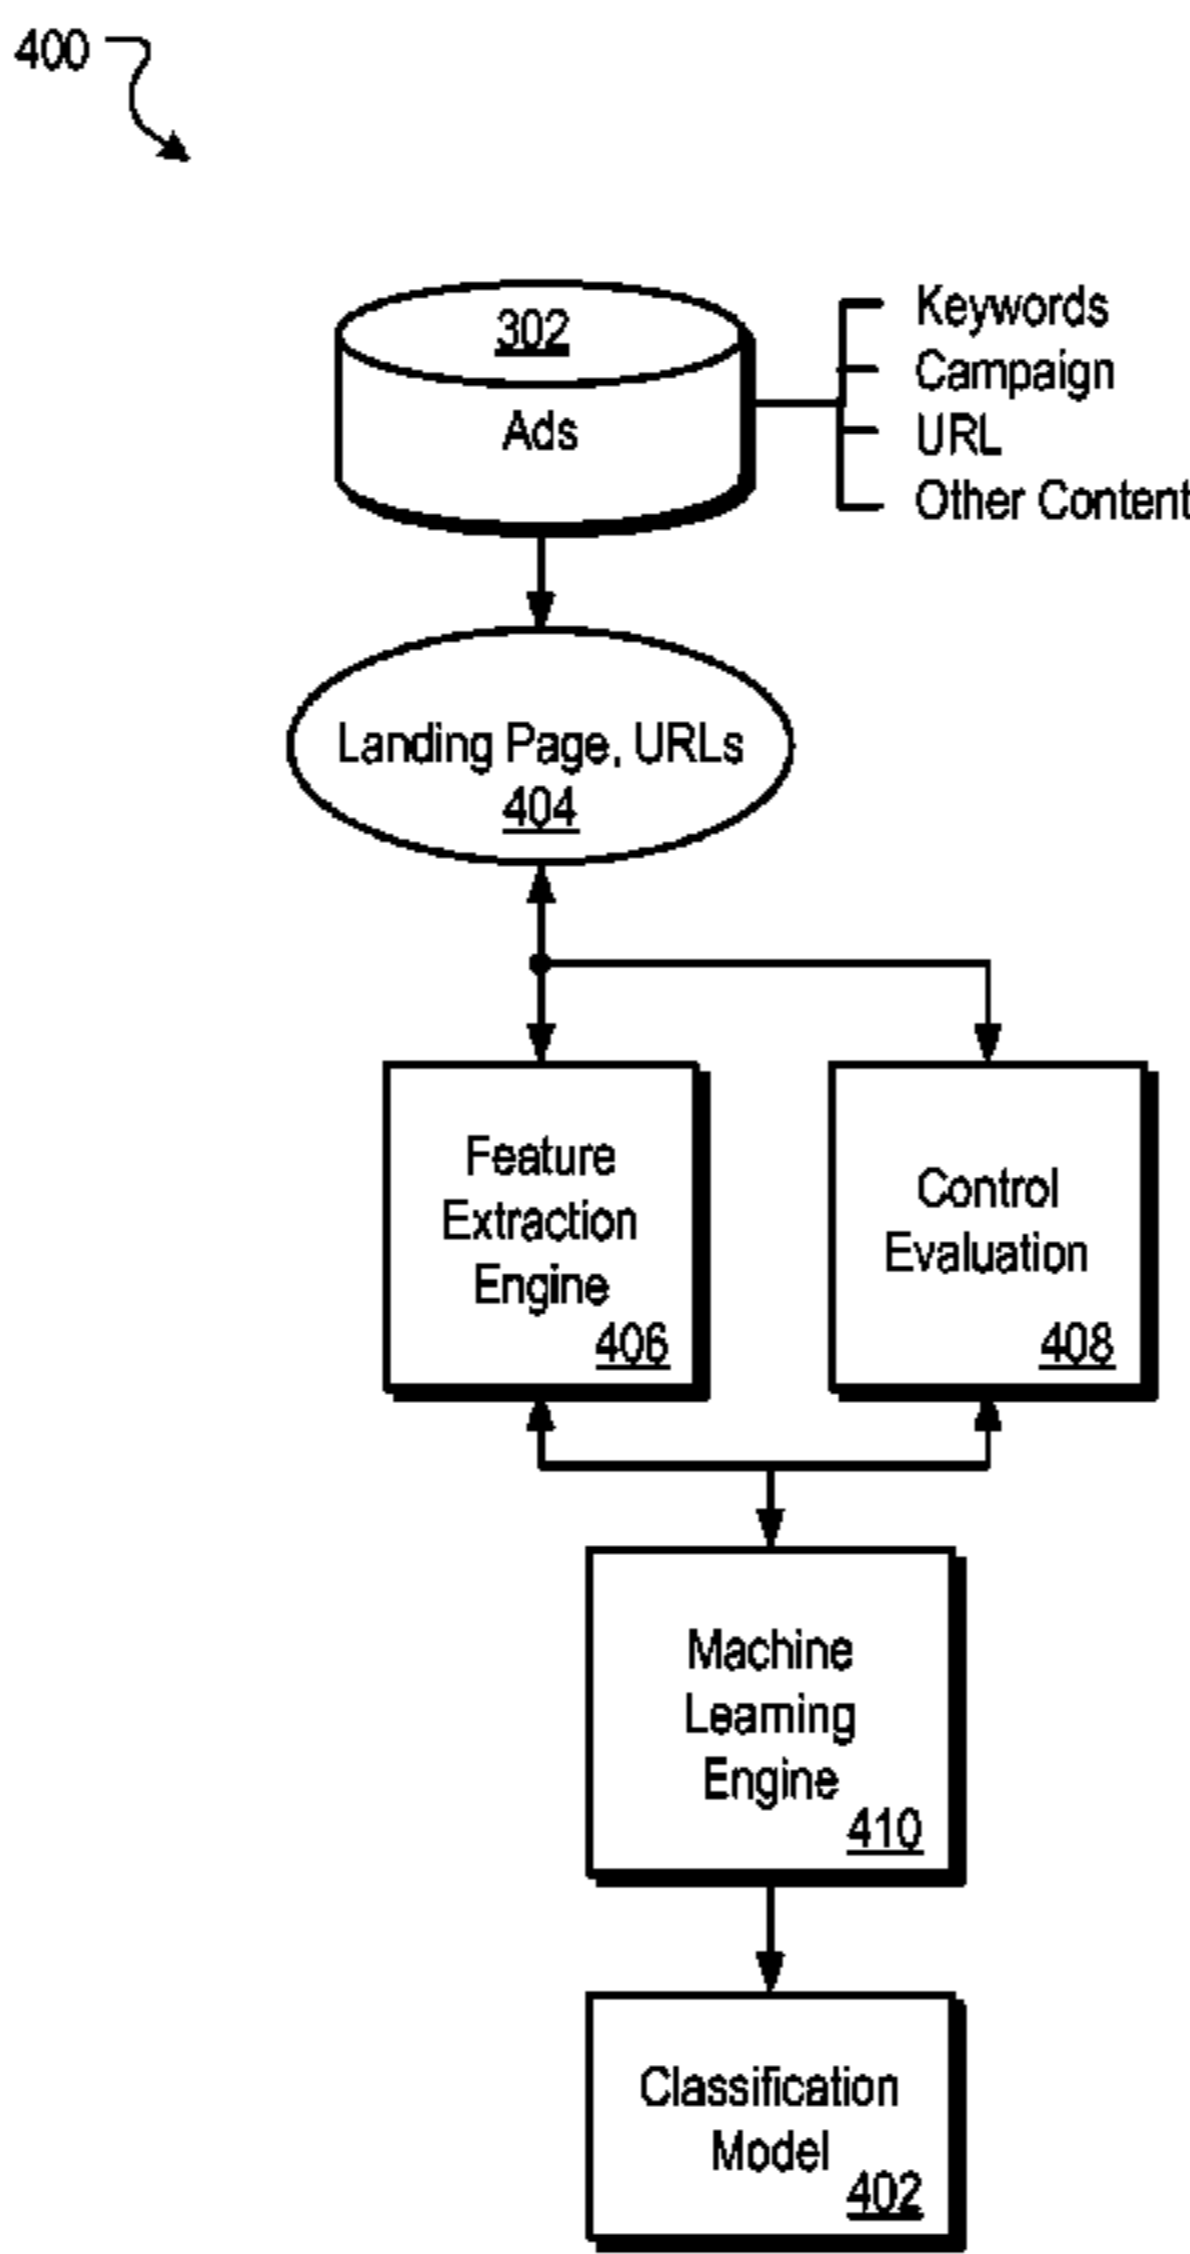 400
302
Ads
Keywords
Campaign
URL
Other Content
Landing Page, URLs
404
Feature
Extraction
Engine
406
Control
Evaluation
408
Machine
Learning
Engine
410
Classification
Model
402